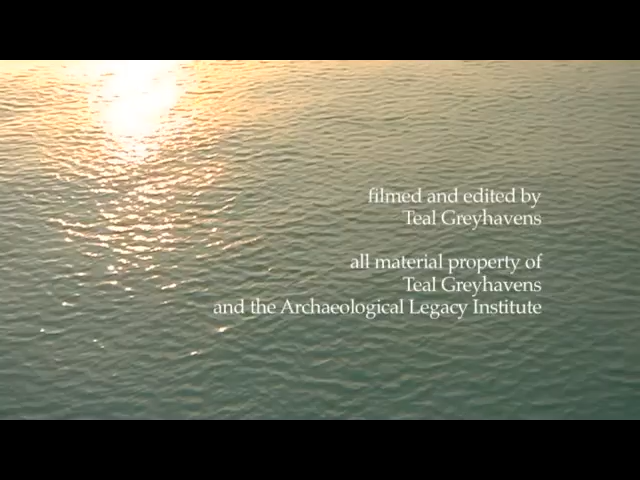 filmed and edited by
Teal Greyhavens
all material property of
Teal Greyhavens
and the Archaeological Legacy Institute